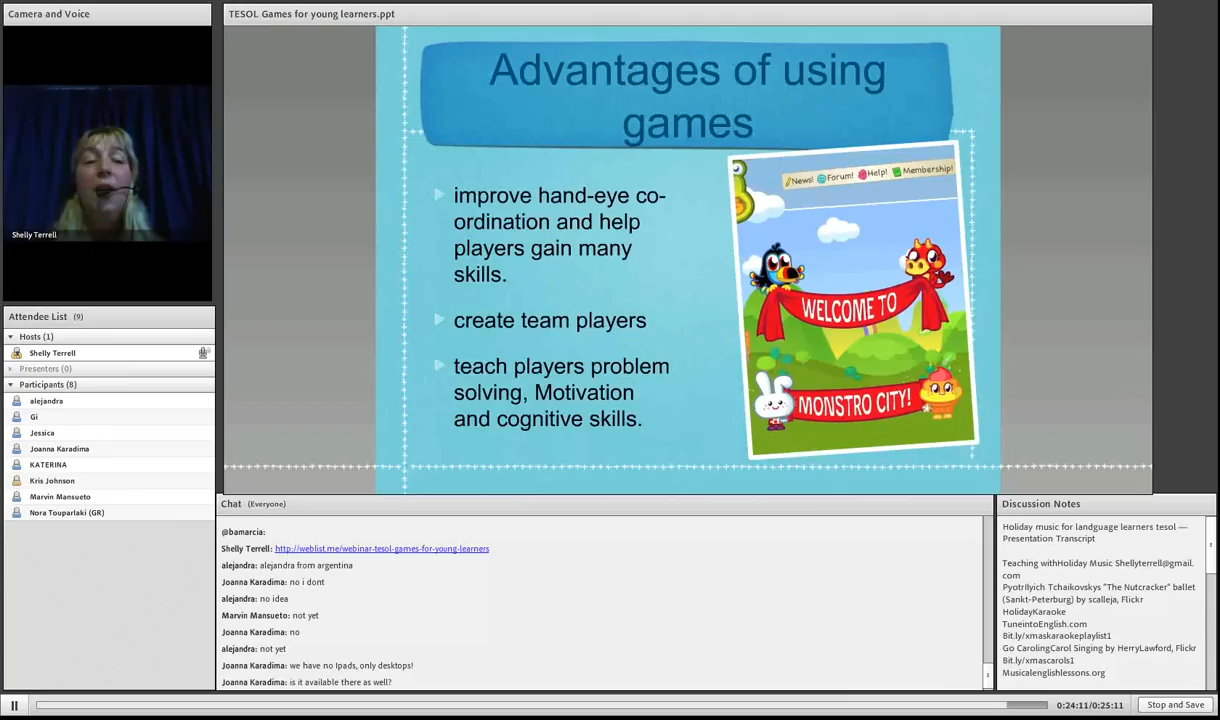 Camera and Voice
Shelly Terrell
Attendee List (9)
Hosts (1)
Shelly Terrell
Presenters (0)
Participants (8)
alejandra
Gi
Jessica
Joanna Karadima
KATERINA
Kris Johnson
Marvin Mansueto
Nora Touparlaki (GR)
TESOL Games for young learners.ppt
Advantages of using
games
improve hand-eye co-
ordination and help
players gain many
skills.
create team players
teach players problem
solving, Motivation
and cognitive skills.
News! Forum! Help! Membership!
WELCOME TO
MONSTRO CITY!
Chat (Everyone)
@bamarcia:
Shelly Terrell: http://weblist.me/webinar-tesol-games-for-young-learners
alejandra: alejandra from argentina
Joanna Karadima: no i dont
alejandra: no idea
Marvin Mansueto: not yet
Joanna Karadima: no
alejandra: not yet
Joanna Karadima: we have no Ipads, only desktops!
Joanna Karadima: is it available there as well?
Discussion Notes
Holiday music for landguage learners tesol —
Presentation Transcript
Teaching withHoliday Music Shellyterrell@gmail.
com
PyotrIlyich Tchaikovskys "The Nutcracker" ballet
(Sankt-Peterburg) by scalleja, Flickr
HolidayKaraoke
TuneintoEnglish.com
Bit.ly/xmaskaraokeplaylist1
Go CarolingCarol Singing by HerryLawford, Flickr
Bit.ly/xmascarols1
Musicalenglishlessons.org
0:24:11/0:25:11
Stop and Save